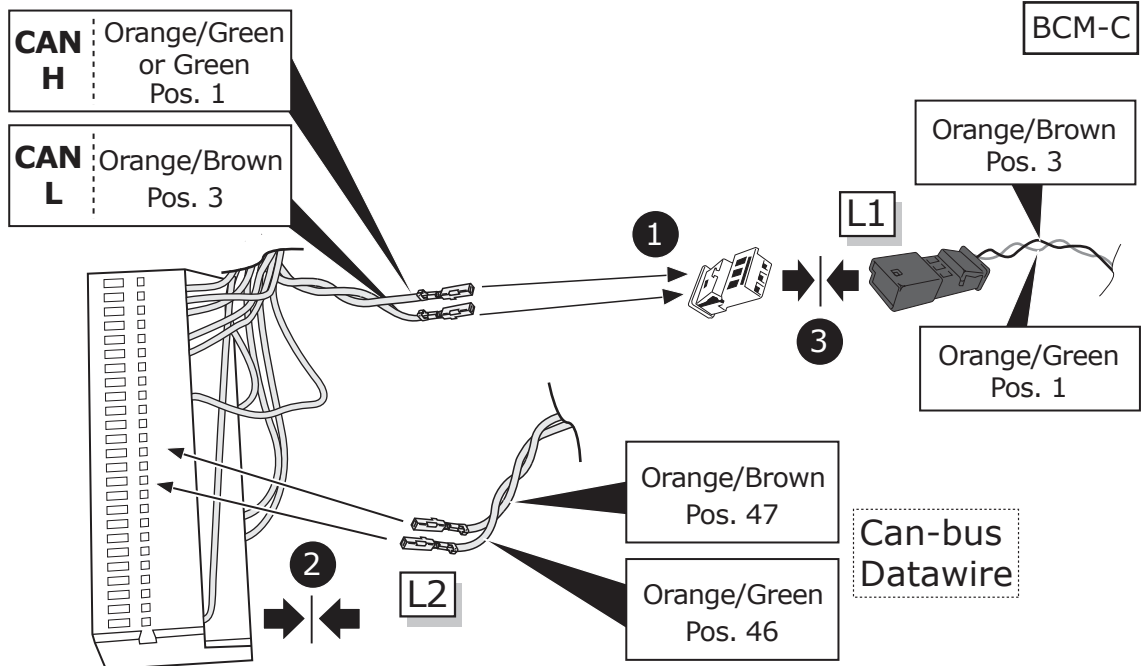 BCM-C
CAN
H
Orange/Green
or Green
Pos. 1
CAN
L
Orange/Brown
Pos. 3
Orange/Brown
Pos. 3
L1
1
3
Orange/Green
Pos. 1
Orange/Brown
Pos. 47
Can-bus
Datawire
2
L2
Orange/Green
Pos. 46